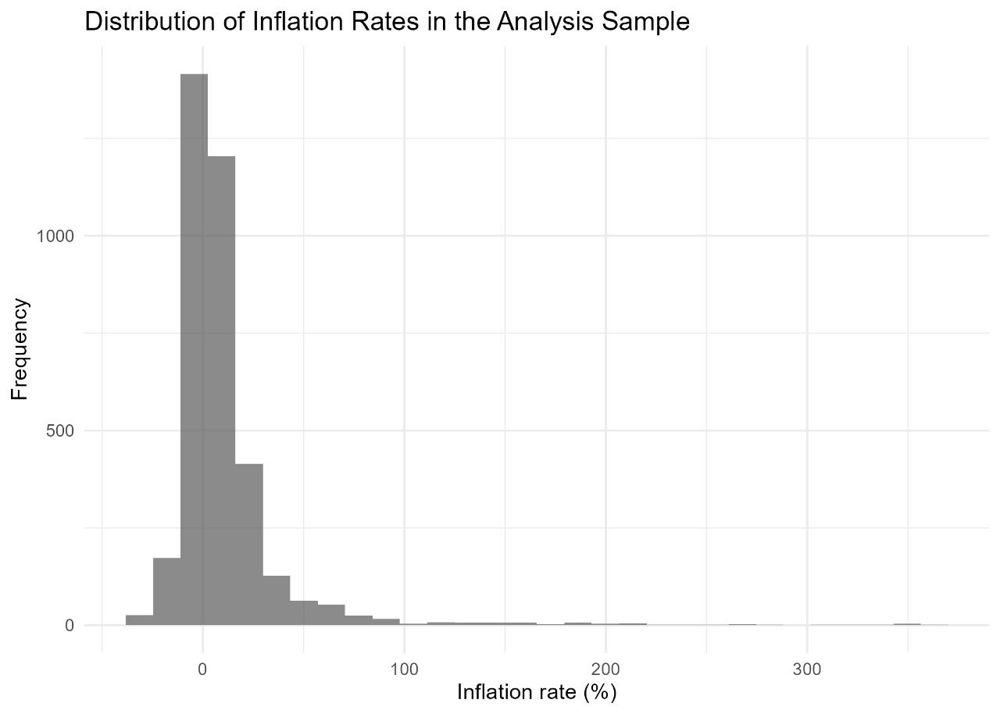 Distribution of Inflation Rates in the Analysis Sample
1000
500
0
Frequency
0 100 200 300
Inflation rate (%)